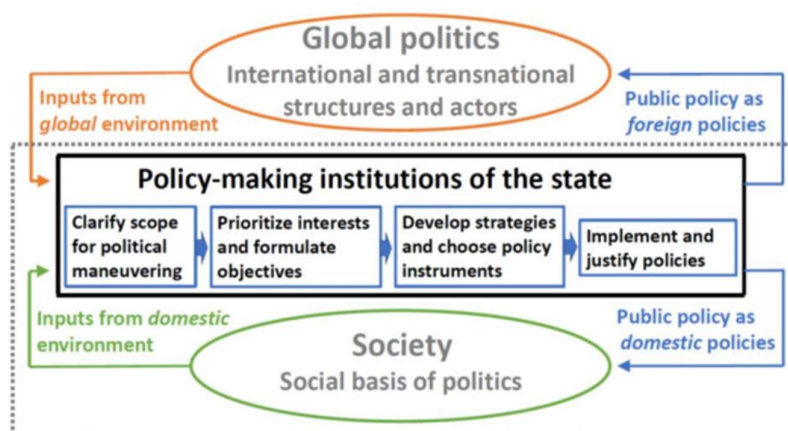 Global politics
International and transnational
structures and actors
Inputs from
global environment
Public policy as
foreign policies
Policy-making institutions of the state
Clarify scope
for political
maneuvering
Prioritize interests
and formulate
objectives
Develop strategies
and choose policy
instruments
Implement and
justify policies
Inputs from domestic
environment
Public policy as
domestic policies
Society
Social basis of politics